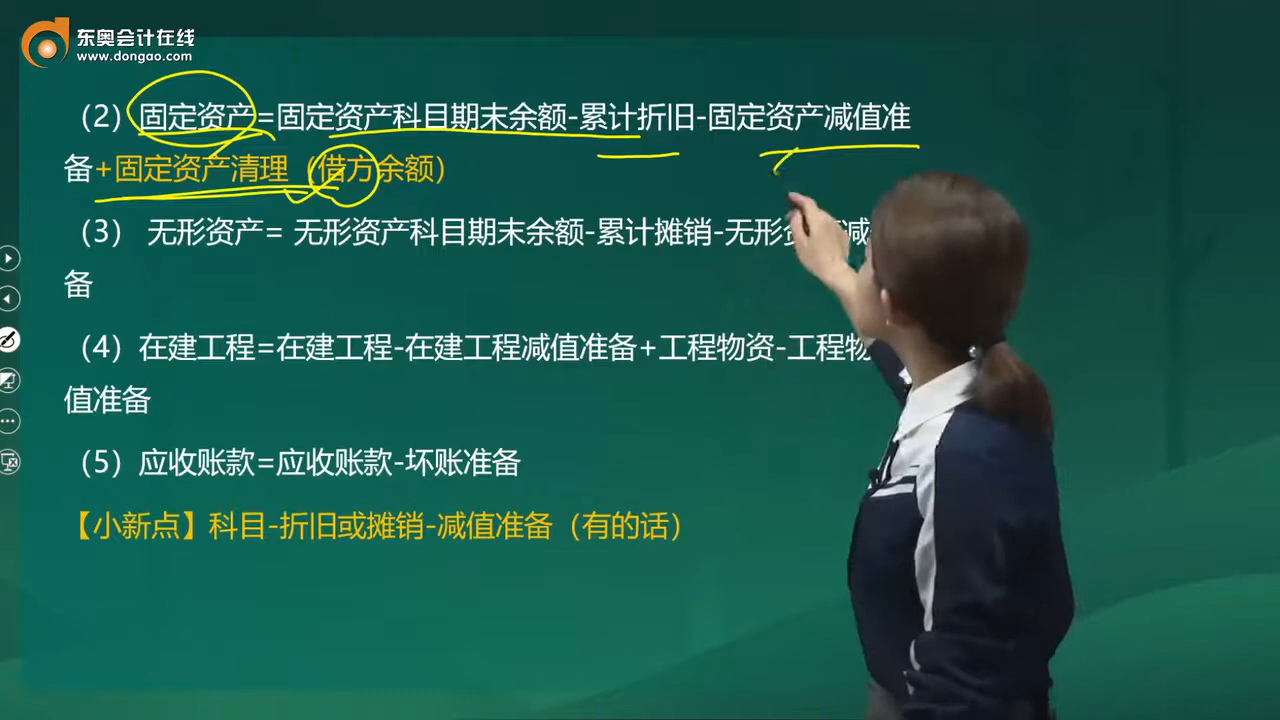 东奥会计在线
www.dongao.com
（2）固定资产=固定资产科目期末余额-累计折旧-固定资产减值准
备+固定资产清理（借方余额）
（3） 无形资产= 无形资产科目期末余额-累计摊销-无形资 减
备
（4）在建工程=在建工程-在建工程减值准备+工程物资-工程物
值准备
（5）应收账款=应收账款-坏账准备
【小新点】科目-折旧或摊销-减值准备（有的话）